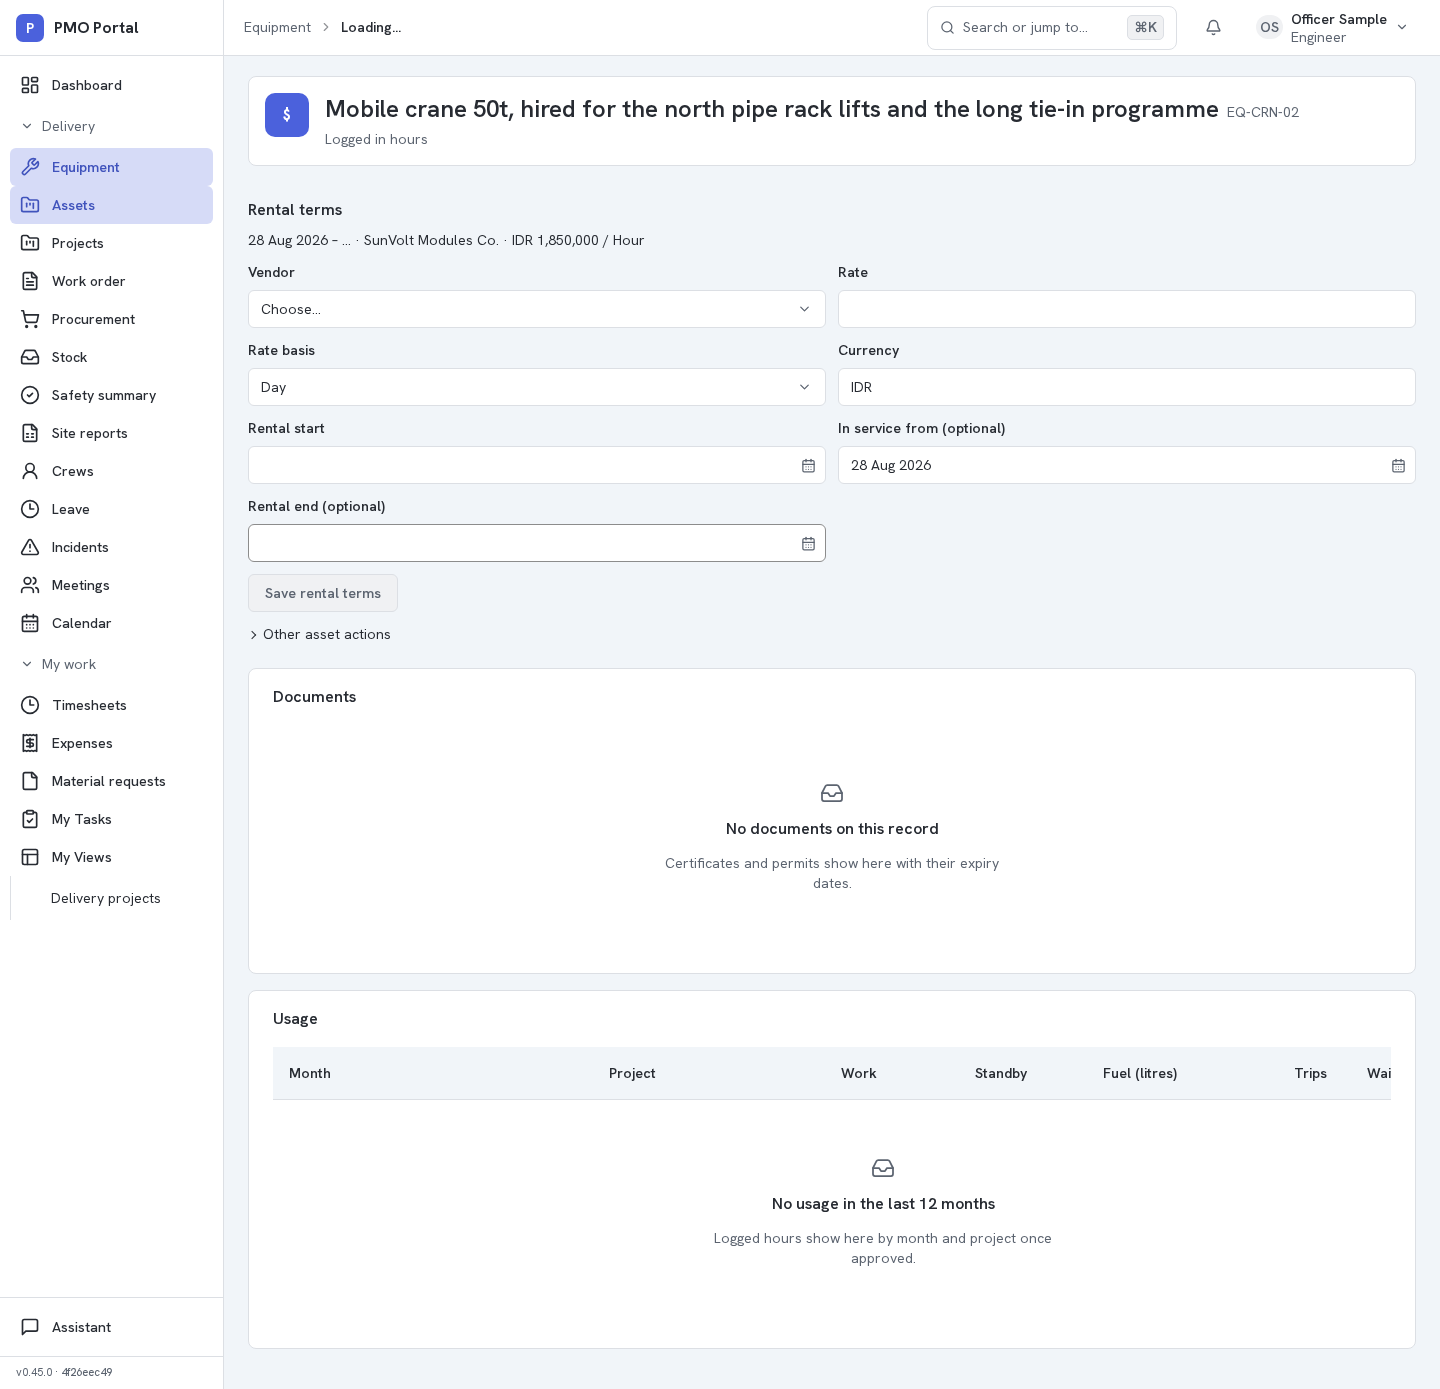 P PMO Portal
Equipment > Loading...
Search or jump to... ⌘K
OS Officer Sample
Engineer
Dashboard
Delivery
Equipment
Assets
Projects
Work order
Procurement
Stock
Safety summary
Site reports
Crews
Leave
Incidents
Meetings
Calendar
My work
Timesheets
Expenses
Material requests
My Tasks
My Views
Delivery projects
Assistant
v0.45.0 · 4f26eec49
$ Mobile crane 50t, hired for the north pipe rack lifts and the long tie-in programme EQ-CRN-02
Logged in hours
Rental terms
28 Aug 2026 – ... · SunVolt Modules Co. · IDR 1,850,000 / Hour
Vendor Rate
Choose...
Rate basis Currency
Day IDR
Rental start In service from (optional)
28 Aug 2026
Rental end (optional)
Save rental terms
Other asset actions
Documents
No documents on this record
Certificates and permits show here with their expiry
dates.
Usage
Month Project Work Standby Fuel (litres) Trips Wai
No usage in the last 12 months
Logged hours show here by month and project once
approved.